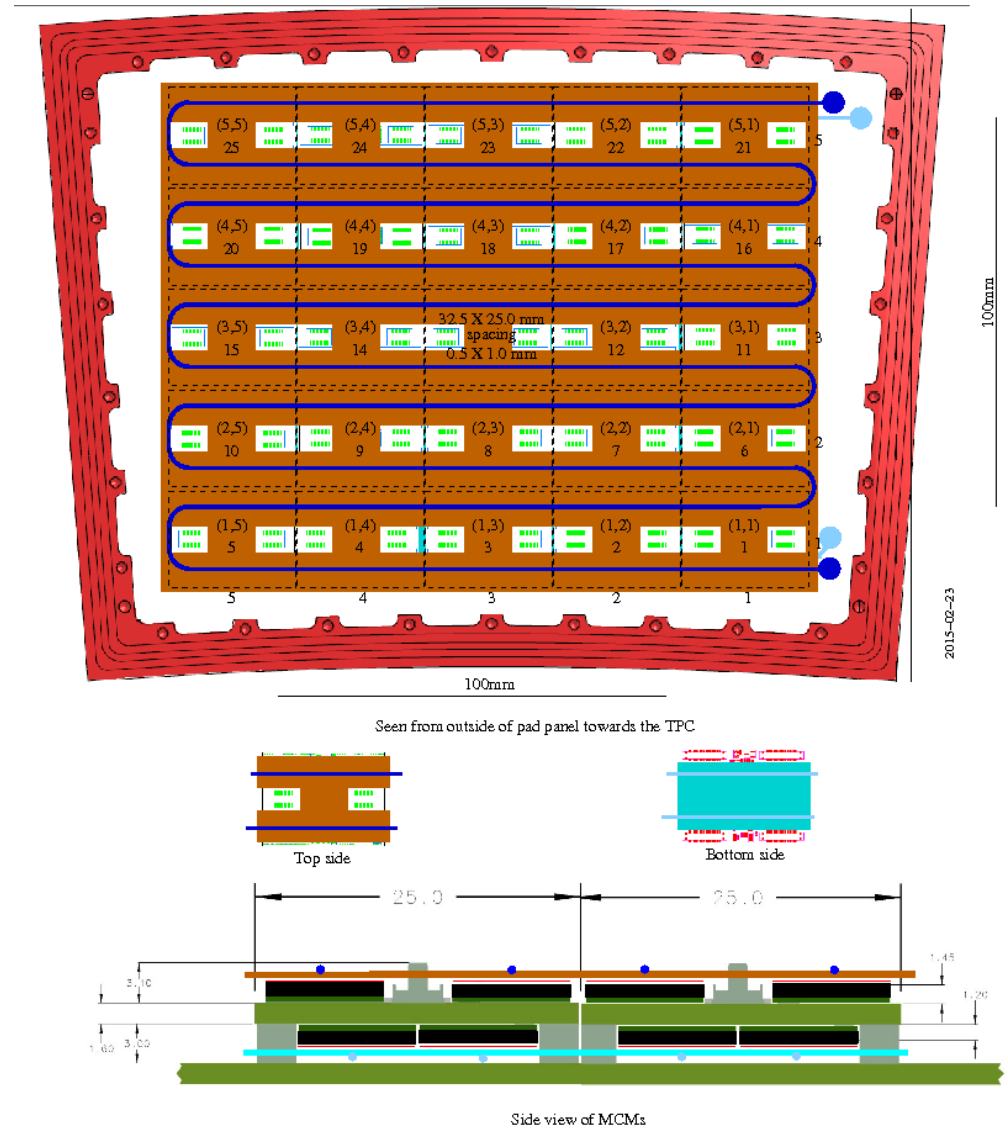 (5,5) (5,4) (5,3) (5,2) (5,1)
25 24 23 22 21 5
(4,5) (4,4) (4,3) (4,2) (4,1)
20 19 18 17 16 4
32.5 X 25.0 mm
(3,5) (3,4) spacing (3,2) (3,1) 3
15 14 0.5 X 1.0 mm 12 11
100mm
(2,5) (2,4) (2,3) (2,2) (2,1)
10 9 8 7 6 2
(1,5) (1,4) (1,3) (1,2) (1,1)
5 4 3 2 1 1
5 4 3 2 1
2015-02-23
100mm
Seen from outside of pad panel towards the TPC
Top side
Bottom side
25.0 25.0
3.10
1.45
1.20
1.60 3.00
Side view of MCMs